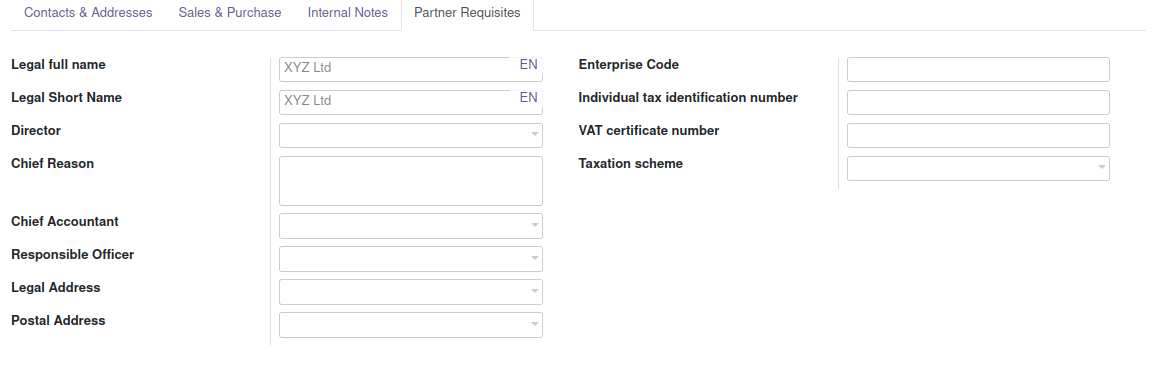 Contacts & Addresses Sales & Purchase Internal Notes Partner Requisites
Legal full name XYZ Ltd EN
Legal Short Name XYZ Ltd EN
Director
Chief Reason
Chief Accountant
Responsible Officer
Legal Address
Postal Address
Enterprise Code
Individual tax identification number
VAT certificate number
Taxation scheme